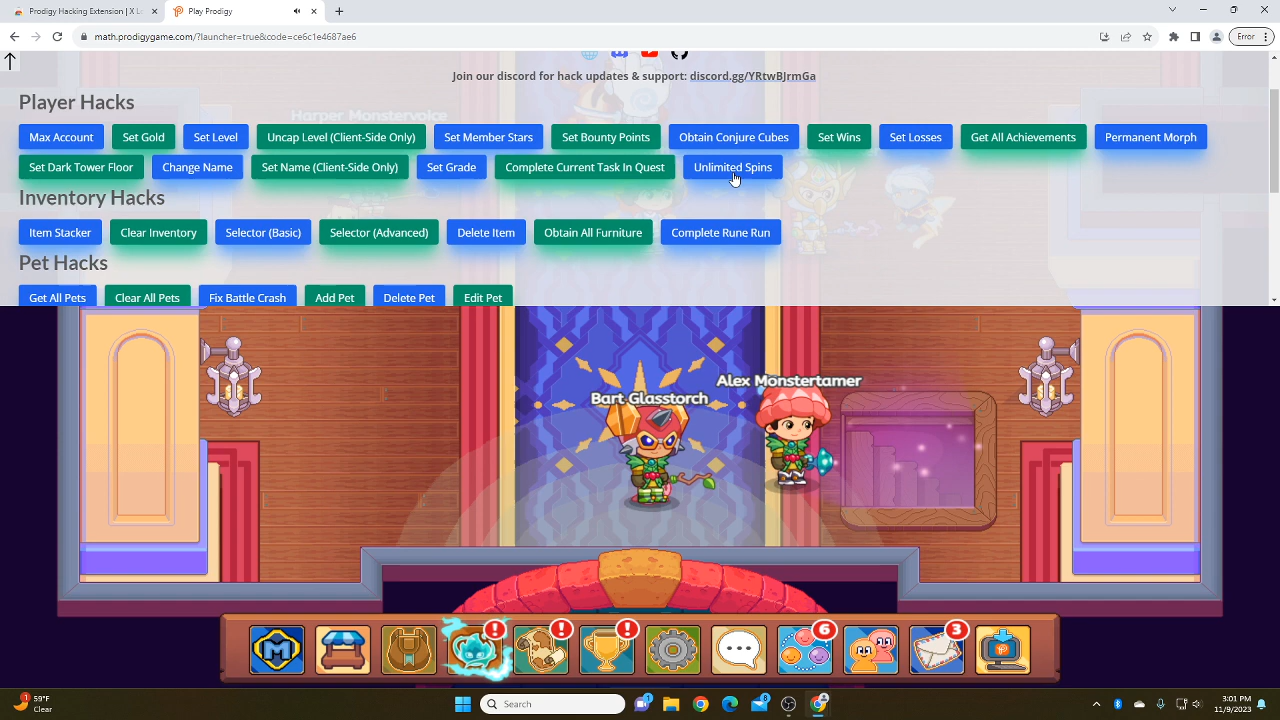 Prodigy Hacking Extension | X Lo
Play Prodigy
math.prodigygame.com/?launcher=true&code=ce6c1e4687ae6
Error
Join our discord for hack updates & support: discord.gg/YRtwBJrmGa
Player Hacks
Harper Monstervoice
Max Account Set Gold Set Level Uncap Level (Client-Side Only) Set Member Stars Set Bounty Points Obtain Conjure Cubes Set Wins Set Losses Get All Achievements Permanent Morph
Set Dark Tower Floor Change Name Set Name (Client-Side Only) Set Grade Complete Current Task In Quest Unlimited Spins
Inventory Hacks
Item Stacker Clear Inventory Selector (Basic) Selector (Advanced) Delete Item Obtain All Furniture Complete Rune Run
Pet Hacks
Get All Pets Clear All Pets Fix Battle Crash Add Pet Delete Pet Edit Pet
Alex Monstertamer
Bart Glasstorch
! ! ! 6 3
M
1 59°F
Clear
Search
1 8
3:01 PM
11/9/2023